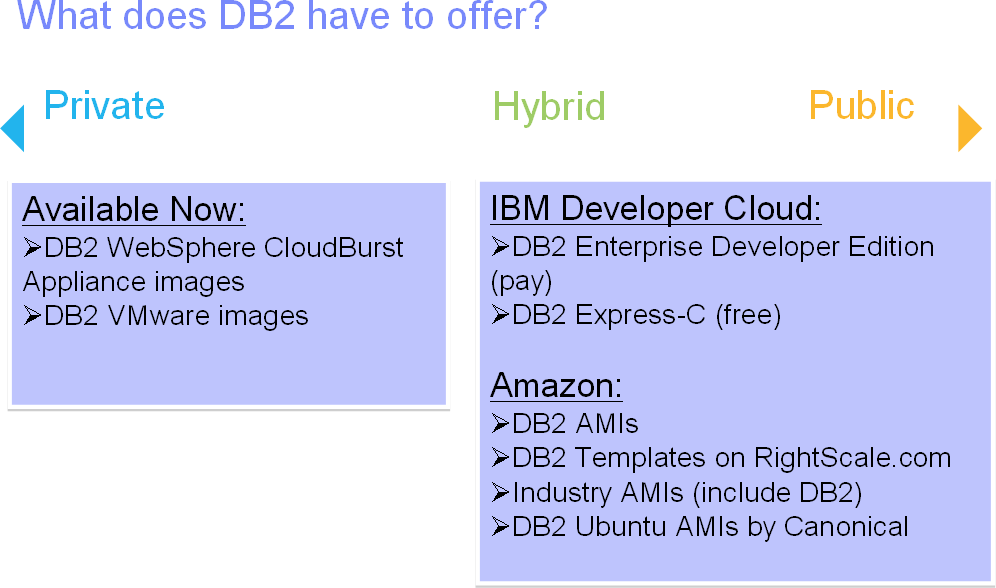 What does DB2 have to offer?
Private
Hybrid
Public
Available Now:
➢DB2 WebSphere CloudBurst
Appliance images
➢DB2 VMware images
IBM Developer Cloud:
➢DB2 Enterprise Developer Edition
(pay)
➢DB2 Express-C (free)
Amazon:
➢DB2 AMIs
➢DB2 Templates on RightScale.com
➢Industry AMIs (include DB2)
➢DB2 Ubuntu AMIs by Canonical